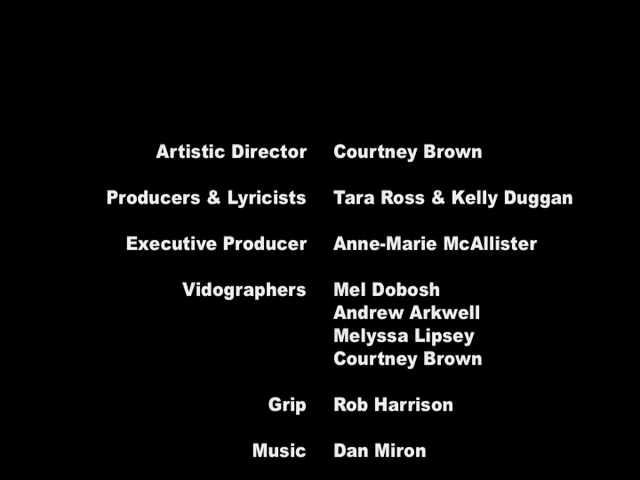 Artistic Director Courtney Brown
Producers & Lyricists Tara Ross & Kelly Duggan
Executive Producer Anne-Marie McAllister
Vidographers Mel Dobosh
Andrew Arkwell
Melyssa Lipsey
Courtney Brown
Grip Rob Harrison
Music Dan Miron